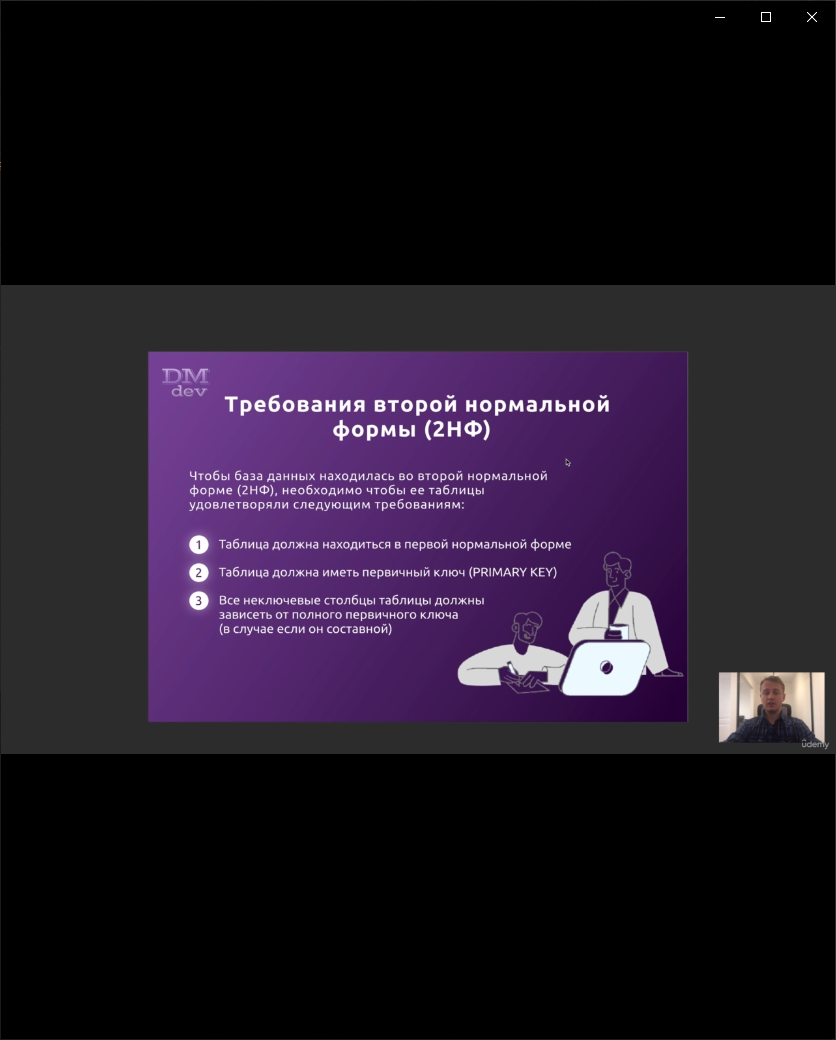 DM
dev
Требования второй нормальной
формы (2НФ)
Чтобы база данных находилась во второй нормальной
форме (2НФ), необходимо чтобы ее таблицы
удовлетворяли следующим требованиям:
1 Таблица должна находиться в первой нормальной форме
2 Таблица должна иметь первичный ключ (PRIMARY KEY)
3 Все неключевые столбцы таблицы должны
зависеть от полного первичного ключа
(в случае если он составной)
ûdemy